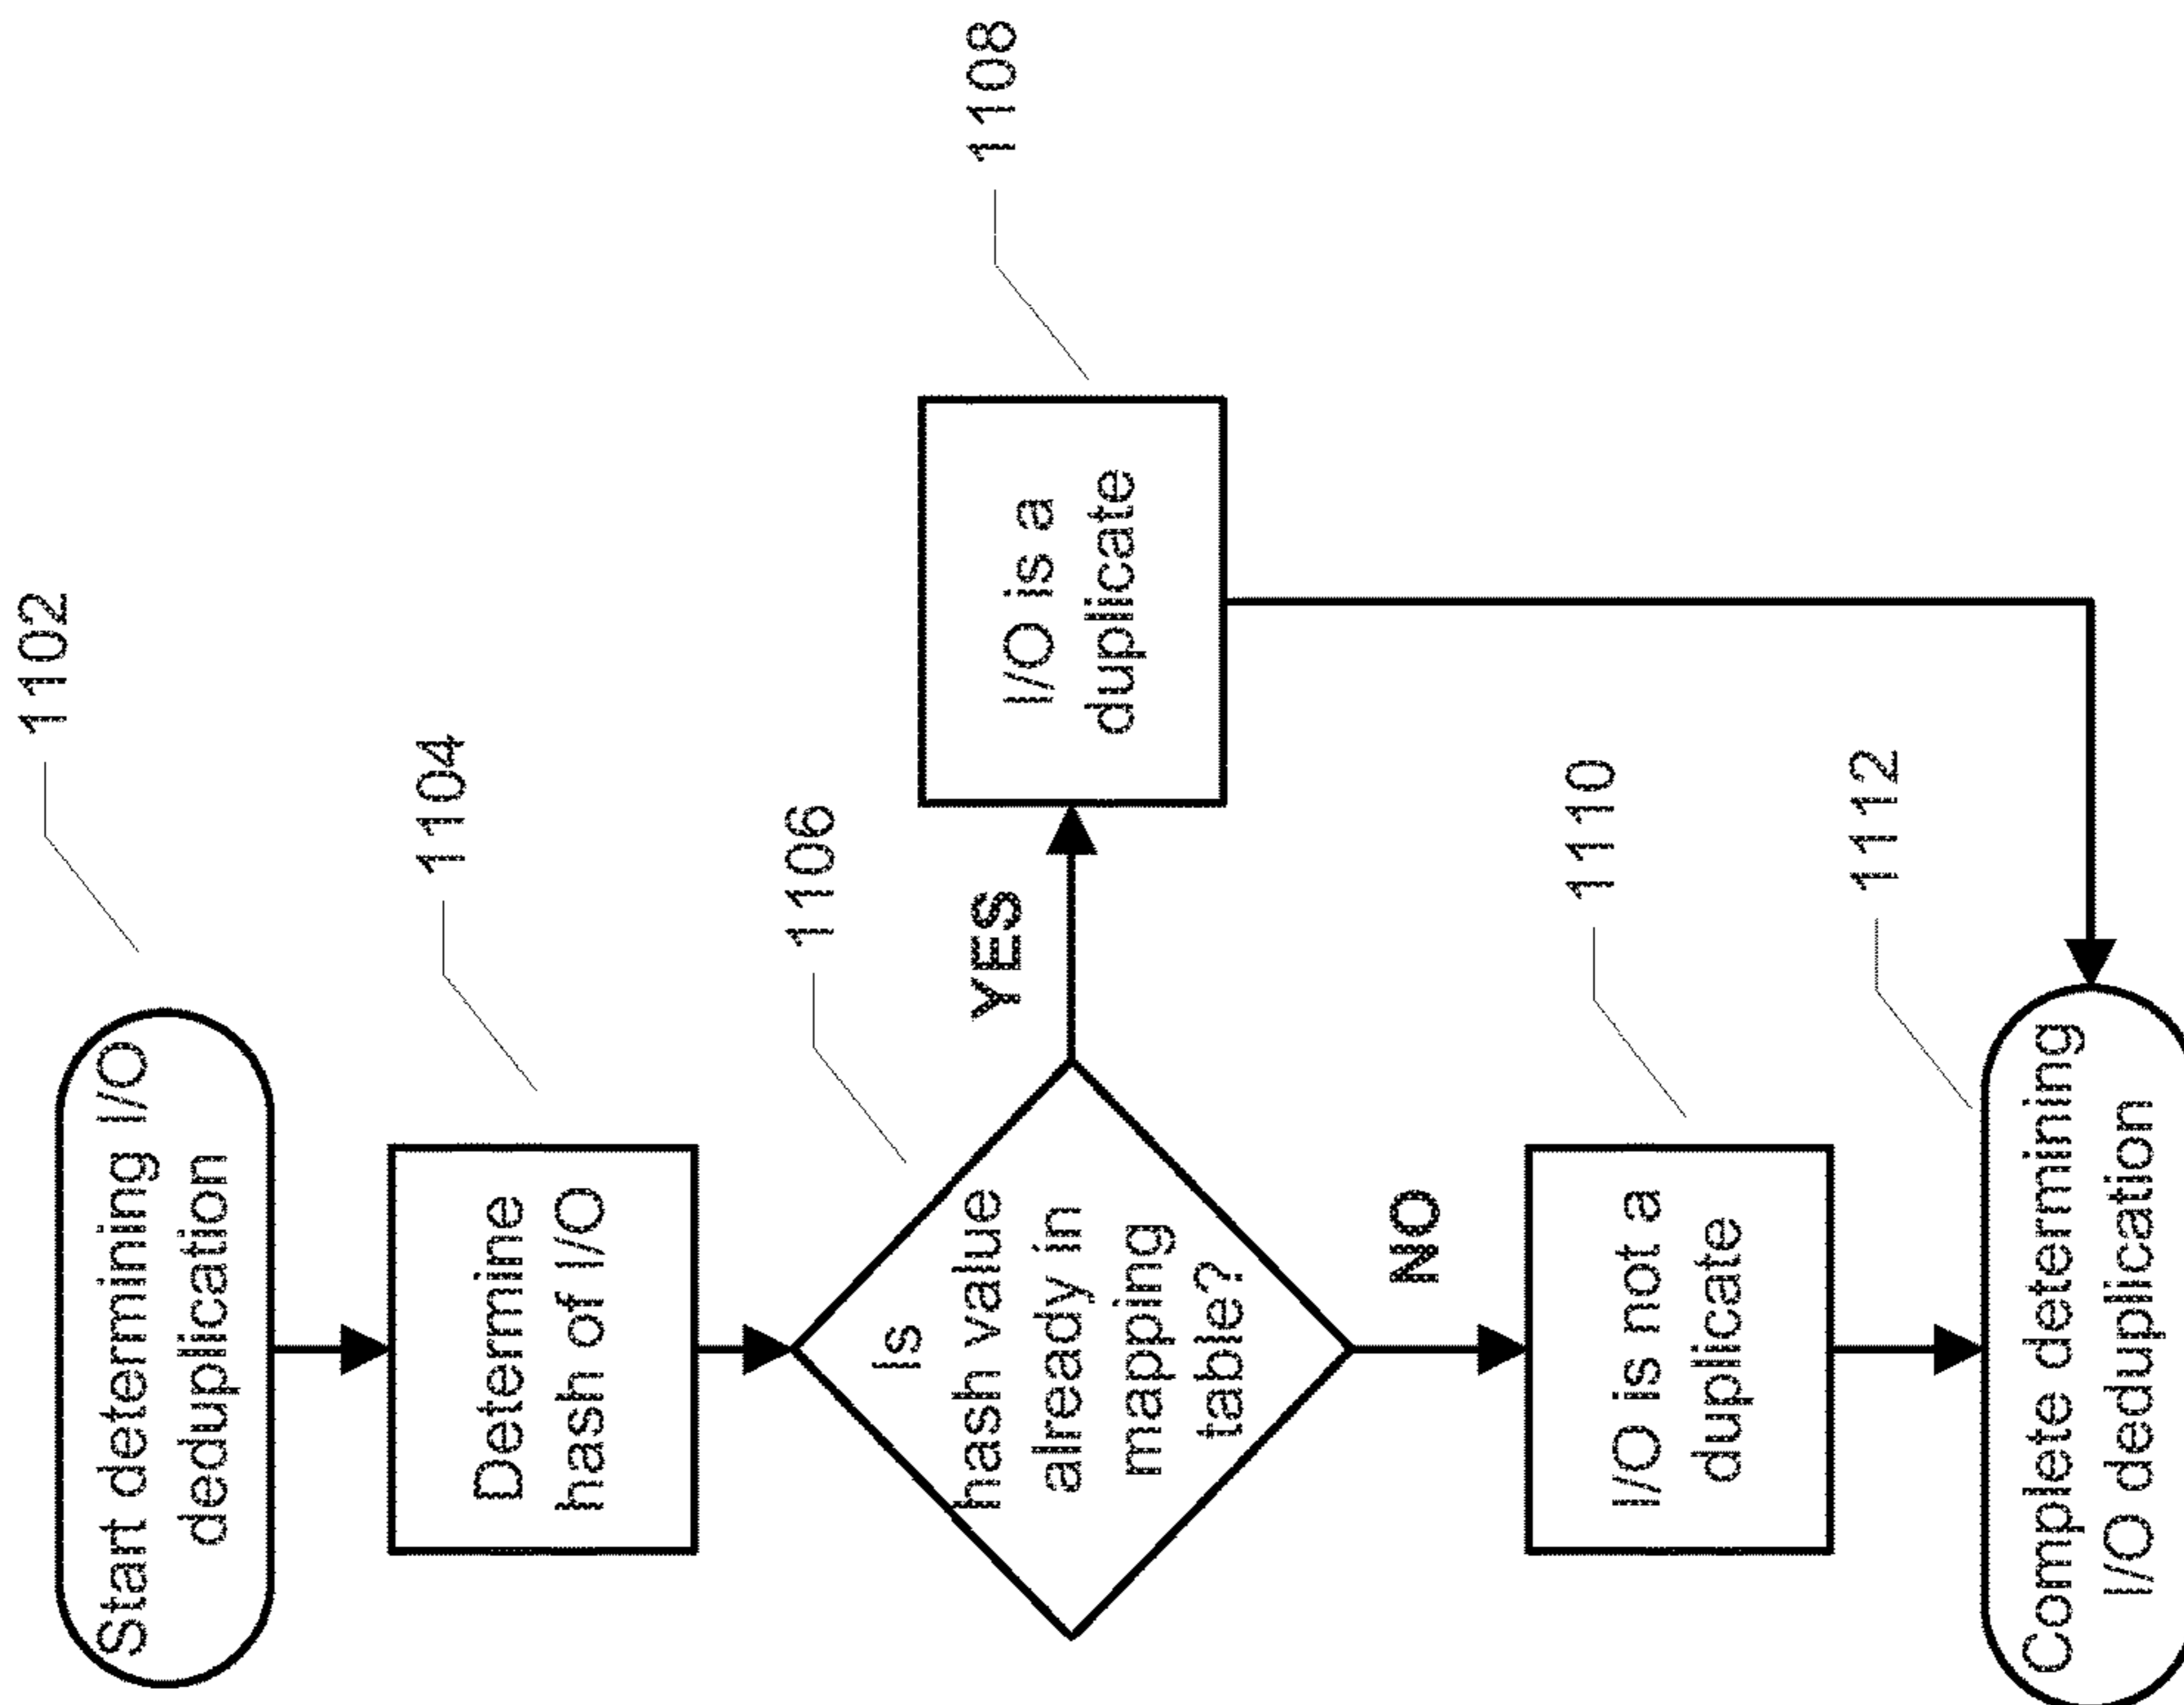 Start determining I/O
deduplication
1102
Determine
hash of I/O
1104
Is
hash value
already in
mapping
table?
1106
YES
I/O is a
duplicate
1108
NO
I/O is not a
duplicate
1110
Complete determining
I/O deduplication
1112